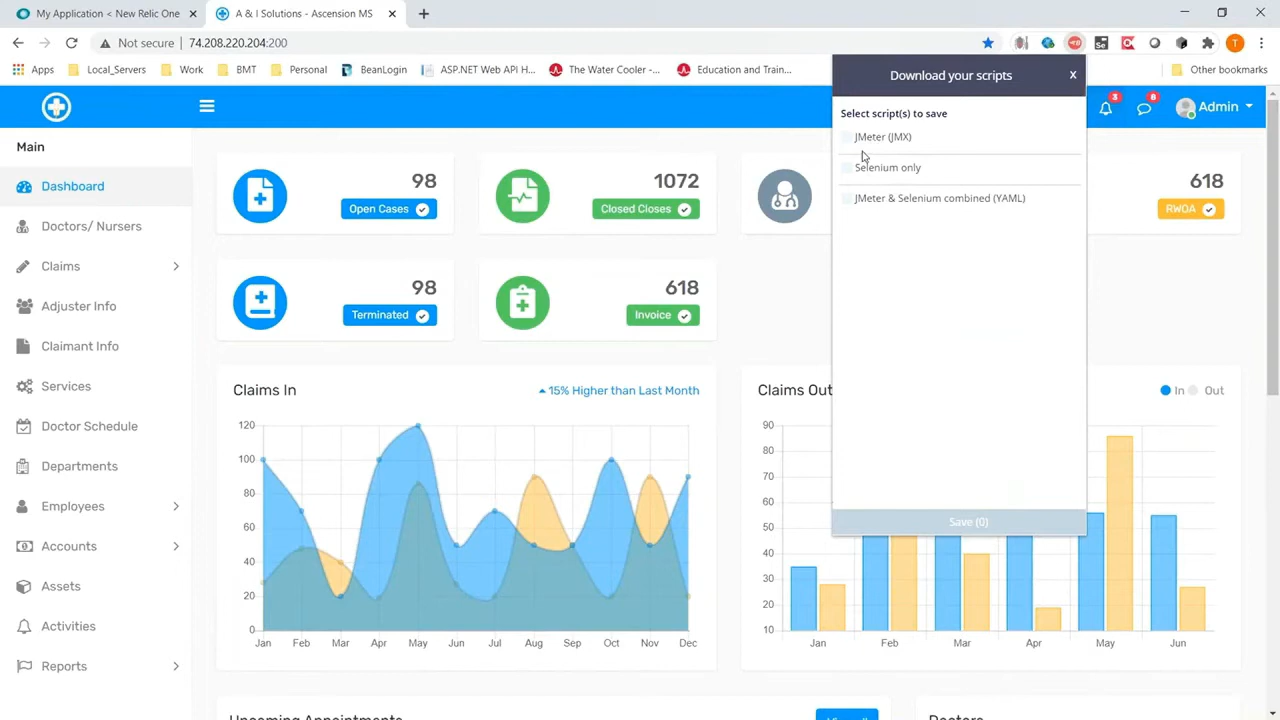 My Application < New Relic One
A & I Solutions - Ascension MS
Not secure
74.208.220.204:200
Apps
Local_Servers
Work
BMT
Personal
BeanLogin
ASP.NET Web API H...
The Water Cooler -...
Education and Train...
Other bookmarks
Download your scripts
X
Select script(s) to save
JMeter (JMX)
Selenium only
JMeter & Selenium combined (YAML)
Save (0)
3
8
Admin
Main
Dashboard
Doctors/ Nursers
Claims
Adjuster Info
Claimant Info
Services
Doctor Schedule
Departments
Employees
Accounts
Assets
Activities
Reports
98
Open Cases
1072
Closed Closes
618
RWOA
98
Terminated
618
Invoice
Claims In
15% Higher than Last Month
120
100
80
60
40
20
0
Jan Feb Mar Apr May Jun Jul Aug Sep Oct Nov Dec
Claims Out
In Out
90
80
70
60
50
40
30
20
10
Jan Feb Mar Apr May Jun
Upcoming Appointments
Doctors